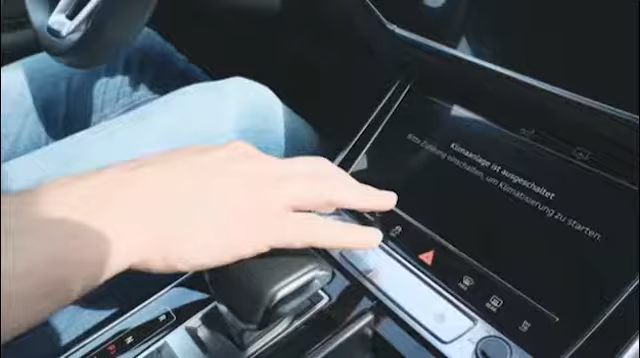 Klimaanlage ist ausgeschaltet
Bitte Zündung einschalten, um Klimatisierung zu starten.